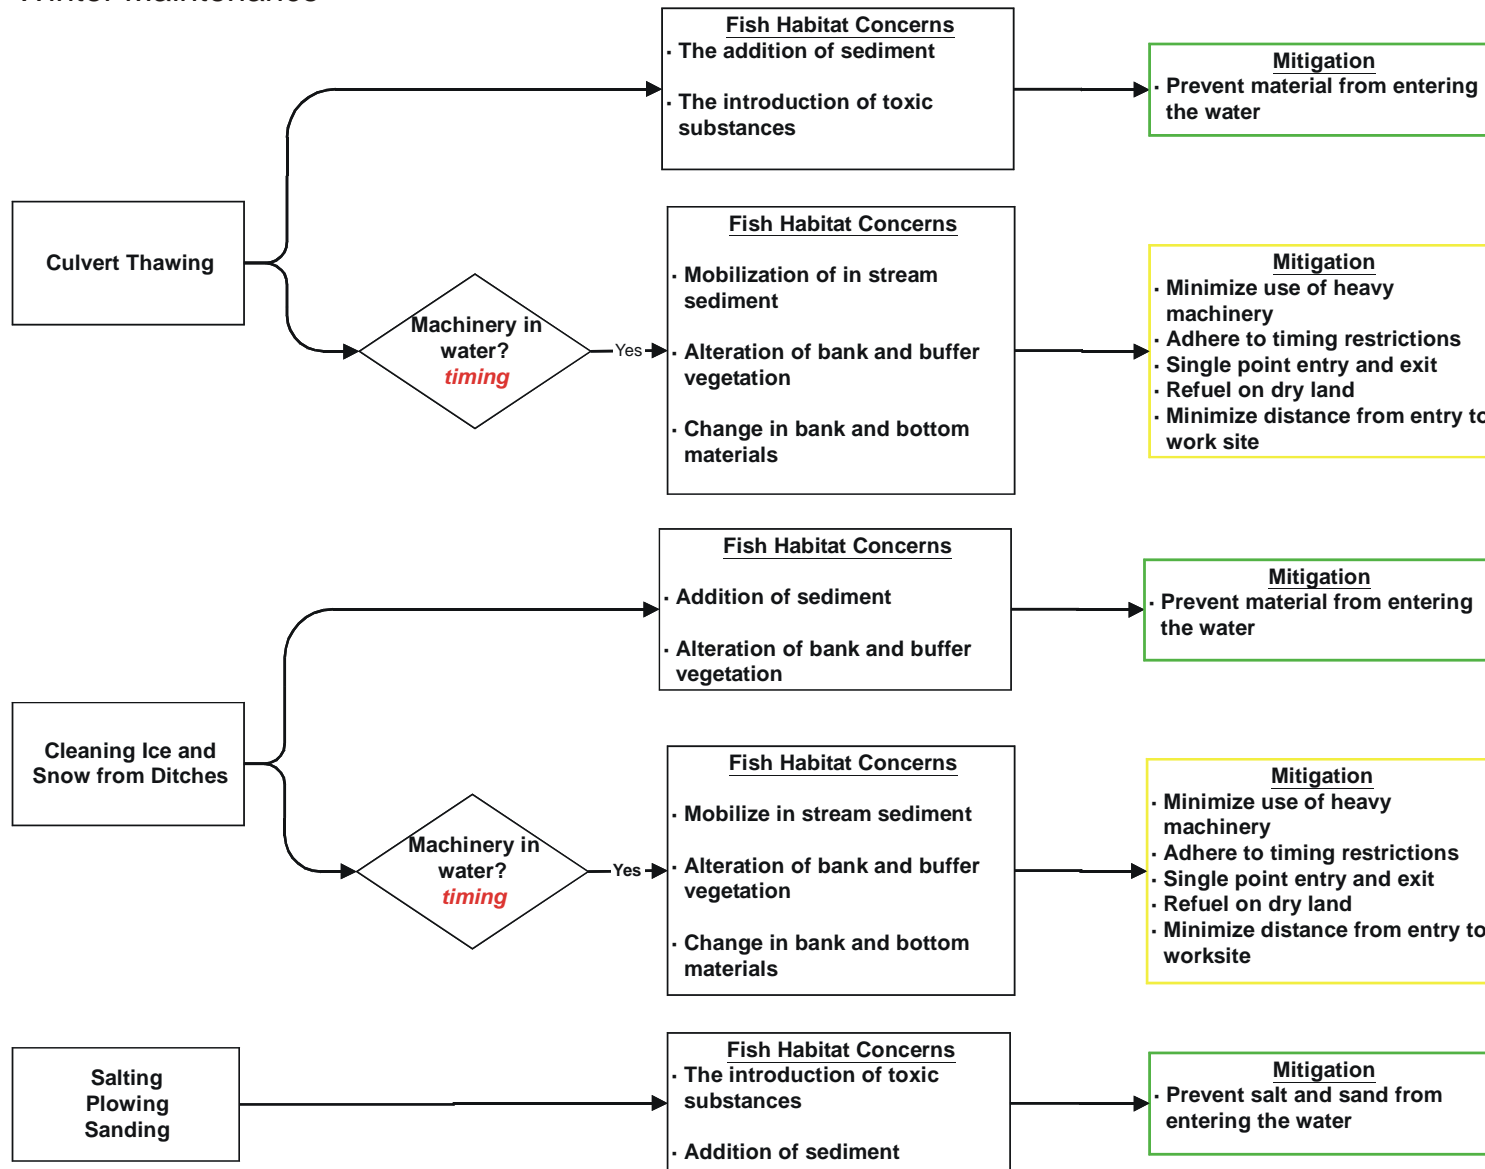 Winter Maintenance
Fish Habitat Concerns
· The addition of sediment
· The introduction of toxic
substances
Mitigation
· Prevent material from entering
the water
Culvert Thawing
Machinery in
water?
timing
Yes
Fish Habitat Concerns
· Mobilization of in stream
sediment
· Alteration of bank and buffer
vegetation
· Change in bank and bottom
materials
Mitigation
· Minimize use of heavy
machinery
· Adhere to timing restrictions
· Single point entry and exit
· Refuel on dry land
· Minimize distance from entry to
work site
Fish Habitat Concerns
· Addition of sediment
· Alteration of bank and buffer
vegetation
Mitigation
· Prevent material from entering
the water
Cleaning Ice and
Snow from Ditches
Machinery in
water?
timing
Yes
Fish Habitat Concerns
· Mobilize in stream sediment
· Alteration of bank and buffer
vegetation
· Change in bank and bottom
materials
Mitigation
· Minimize use of heavy
machinery
· Adhere to timing restrictions
· Single point entry and exit
· Refuel on dry land
· Minimize distance from entry to
worksite
Salting
Plowing
Sanding
Fish Habitat Concerns
· The introduction of toxic
substances
· Addition of sediment
Mitigation
· Prevent salt and sand from
entering the water